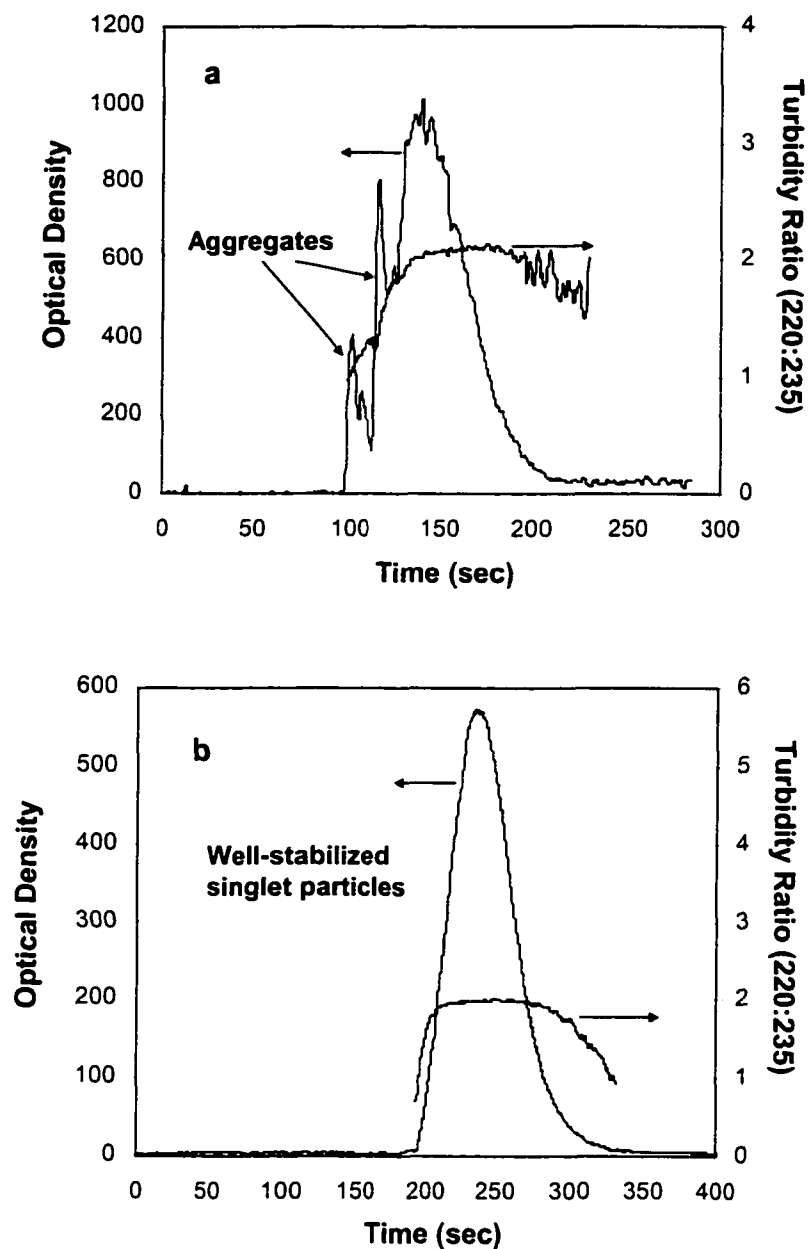 a
1200
1000
800
600
400
200
0
Optical Density
4
3
2
1
0
Turbidity Ratio (220:235)
Aggregates
0 50 100 150 200 250 300
Time (sec)
b
600
500
400
300
200
100
0
Optical Density
6
5
4
3
2
1
0
Turbidity Ratio (220:235)
Well-stabilized
singlet particles
0 50 100 150 200 250 300 350 400
Time (sec)